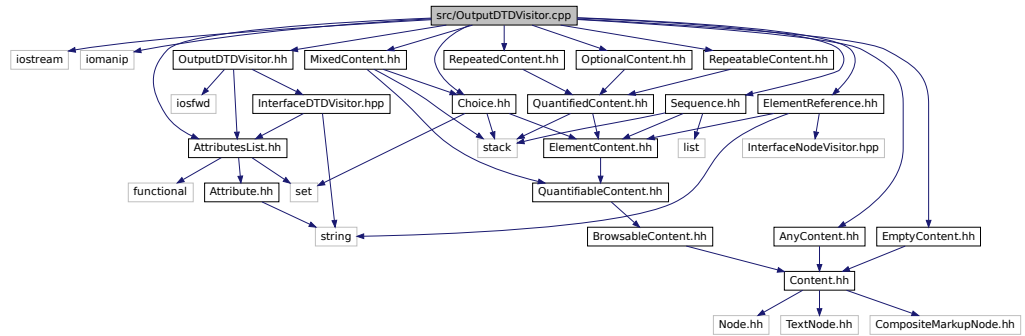 src/OutputDTDVisitor.cpp
iostream
iomanip
OutputDTDVisitor.hh
MixedContent.hh
RepeatedContent.hh
OptionalContent.hh
RepeatableContent.hh
iosfwd
InterfaceDTDVisitor.hpp
Choice.hh
QuantifiedContent.hh
Sequence.hh
ElementReference.hh
AttributesList.hh
stack
ElementContent.hh
list
InterfaceNodeVisitor.hpp
functional
Attribute.hh
set
QuantifiableContent.hh
string
BrowsableContent.hh
AnyContent.hh
EmptyContent.hh
Content.hh
Node.hh
TextNode.hh
CompositeMarkupNode.hh